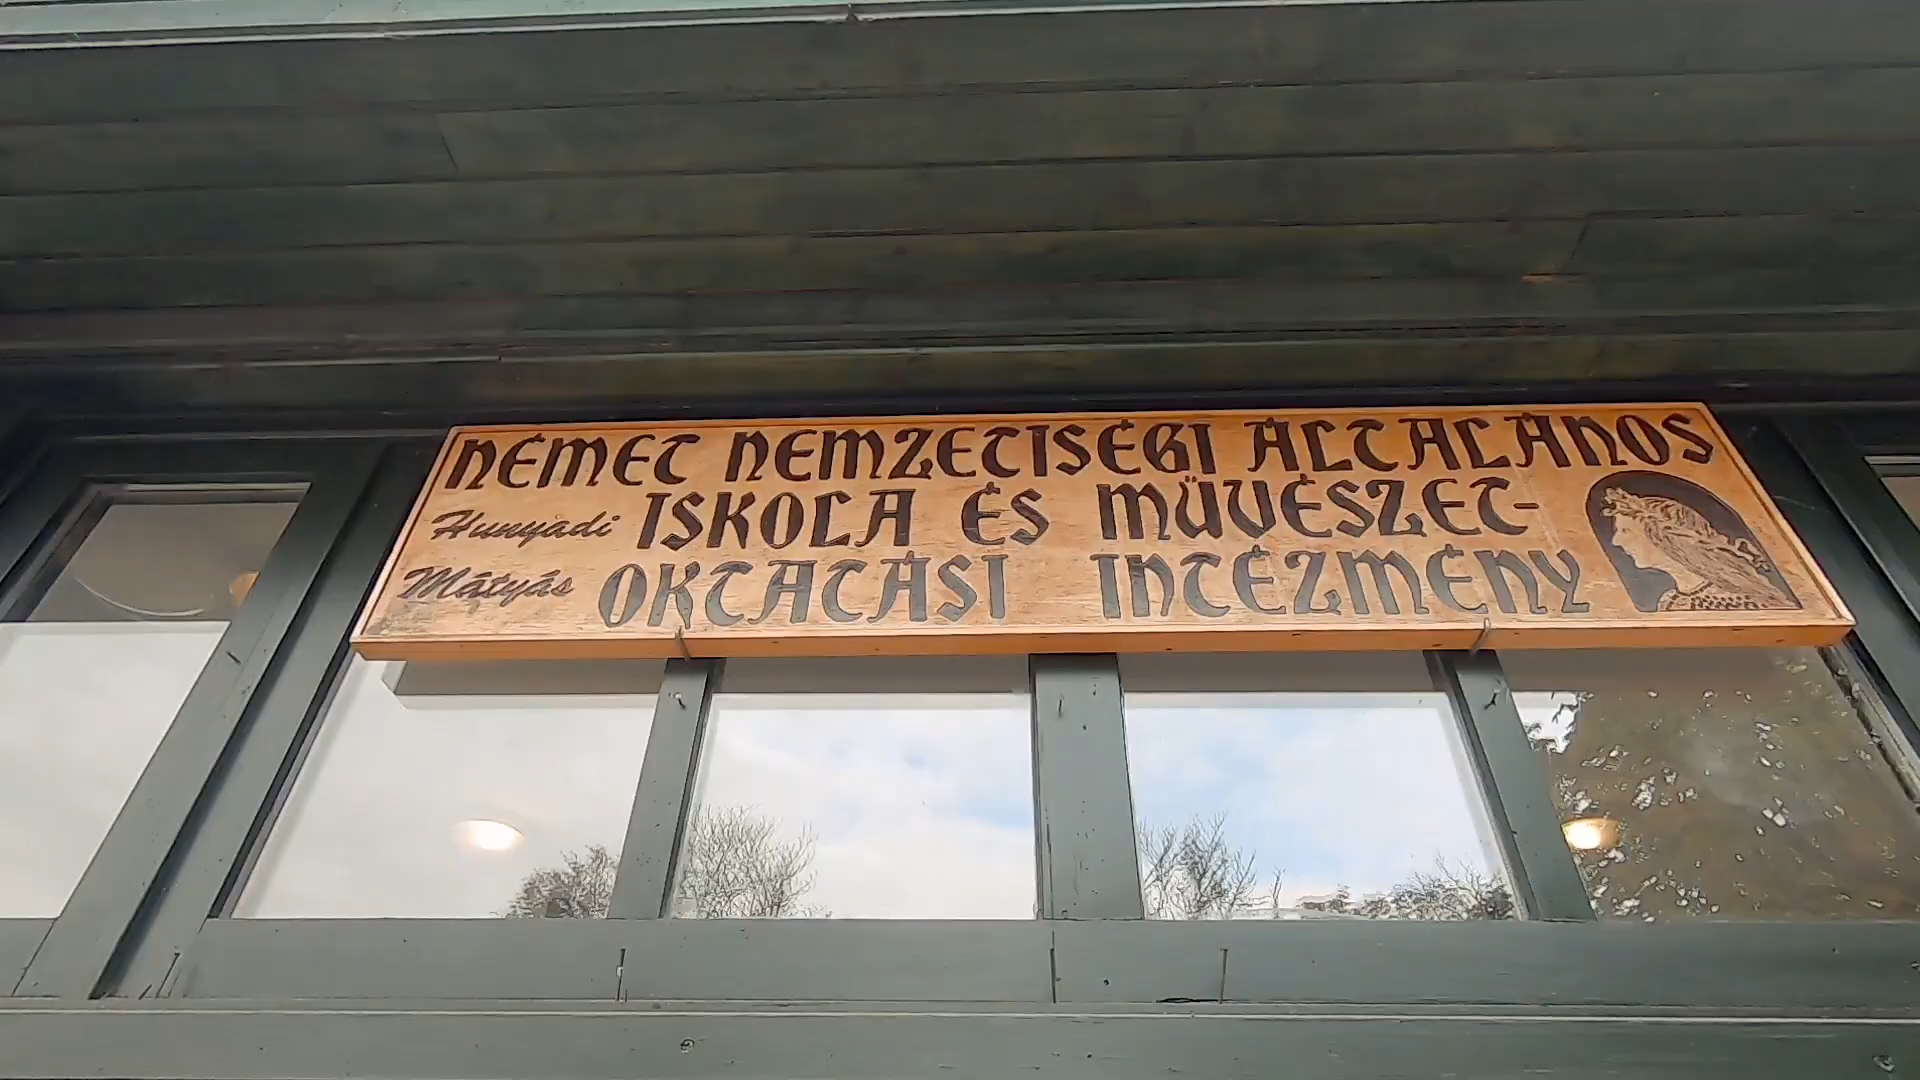 NÉMET NEMZETISÉGI ÁLTALÁNOS
Hunyadi ISKOLA ÉS MŰVÉSZET-
Mátyás OKTATÁSI INTÉZMÉNY